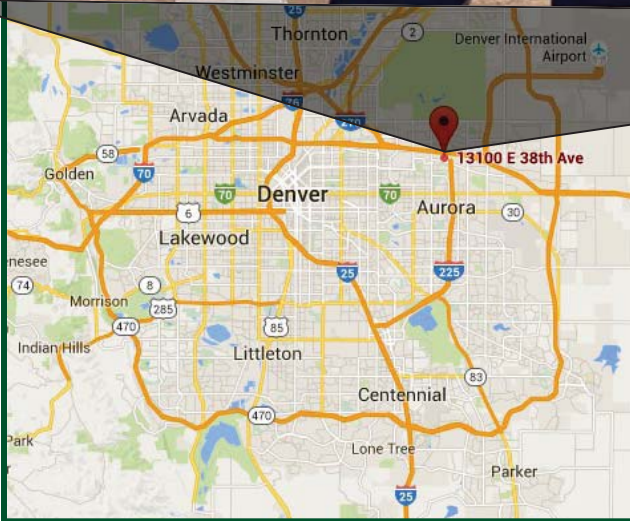 25
Thornton
2
Denver International
Airport
Westminster
76
270
Arvada
13100 E 38th Ave
58
70
Golden
70
Denver
70
Aurora
6
30
Lakewood
25
225
74
8
Morrison
285
470
85
Indian Hills
Littleton
83
Centennial
470
Park
Lone Tree
Parker
25